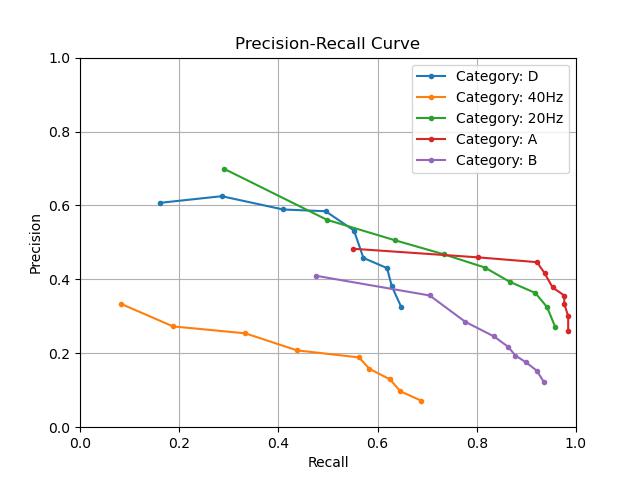 Precision-Recall Curve
Category: D
Category: 40Hz
Category: 20Hz
Category: A
Category: B
Precision
1.0
0.8
0.6
0.4
0.2
0.0
0.0 0.2 0.4 0.6 0.8 1.0
Recall